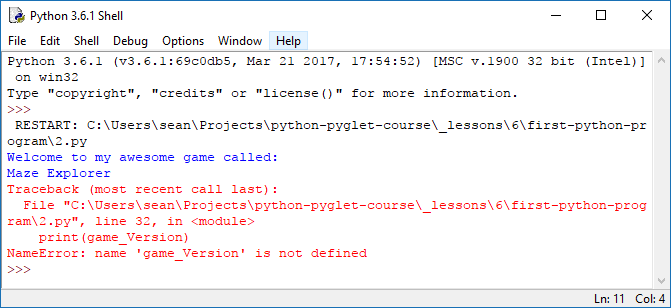 Python 3.6.1 Shell
File Edit Shell Debug Options Window Help
Python 3.6.1 (v3.6.1:69c0db5, Mar 21 2017, 17:54:52) [MSC v.1900 32 bit (Intel)]
 on win32
Type "copyright", "credits" or "license()" for more information.
>>>
 RESTART: C:\Users\sean\Projects\python-pyglet-course\_lessons\6\first-python-pr
ogram\2.py
Welcome to my awesome game called:
Maze Explorer
Traceback (most recent call last):
  File "C:\Users\sean\Projects\python-pyglet-course\_lessons\6\first-python-prog
ram\2.py", line 32, in <module>
    print(game_Version)
NameError: name 'game_Version' is not defined
>>>
Ln: 11 Col: 4